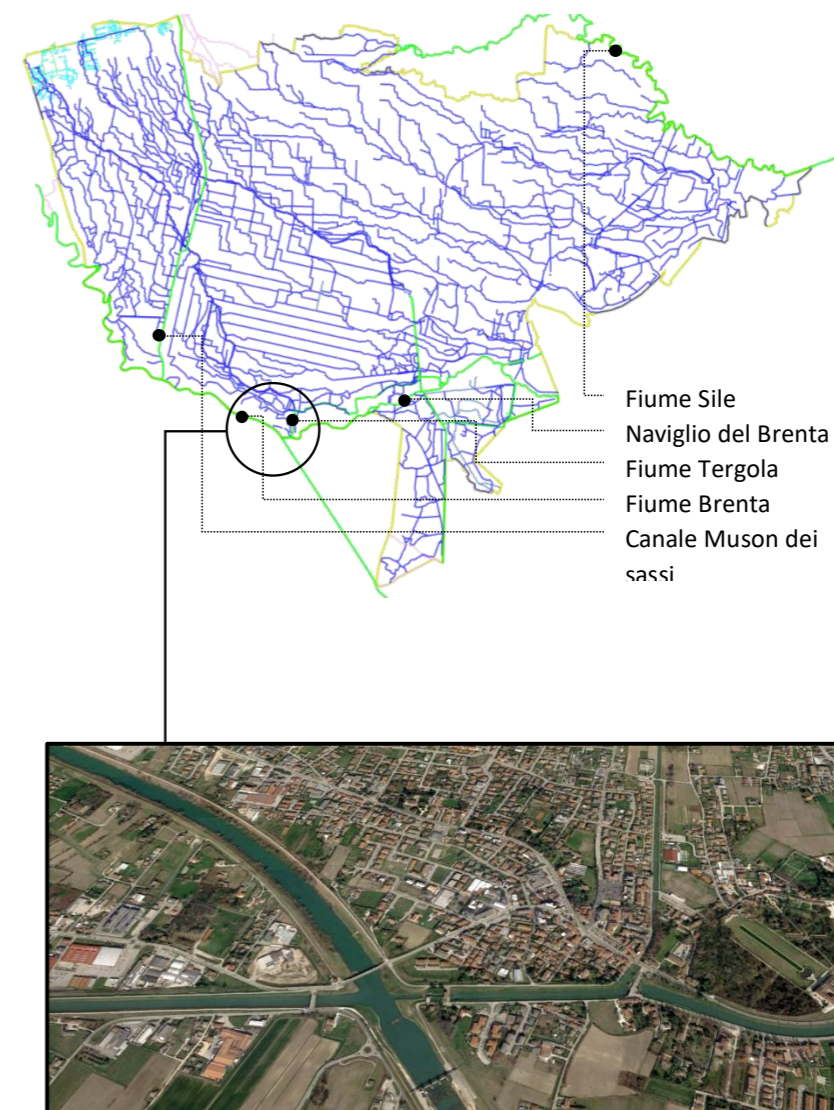 Fiume Sile
Naviglio del Brenta
Fiume Tergola
Fiume Brenta
Canale Muson dei
sassi